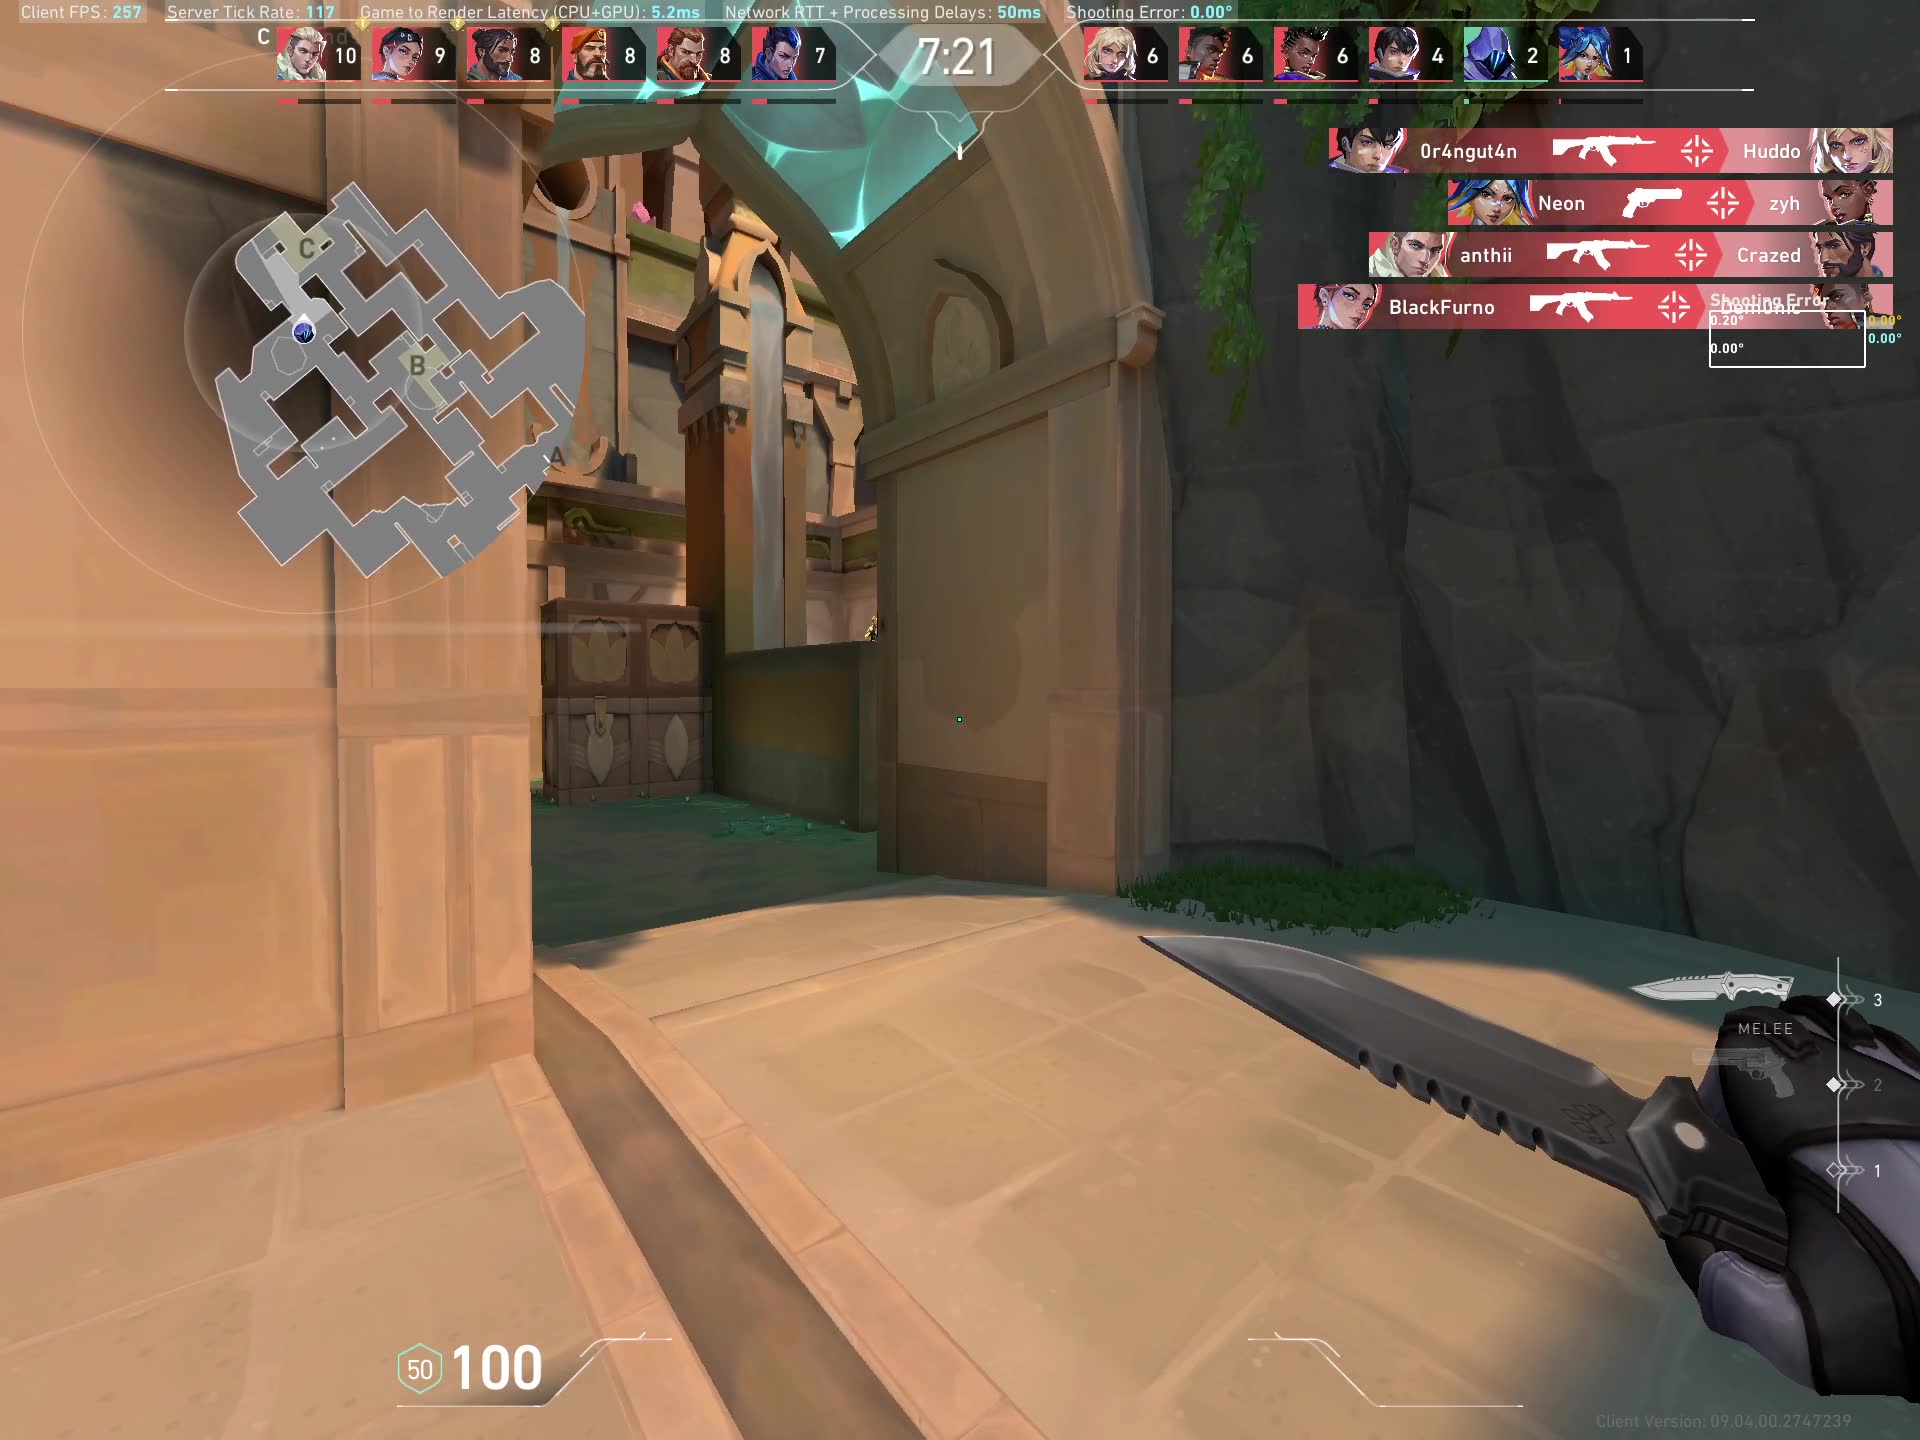 Client FPS: 257 Server Tick Rate: 117 Game to Render Latency (CPU+GPU): 5.2ms Network RTT + Processing Delays: 50ms Shooting Error: 0.00°
C
10 9 8 8 8 7 7:21 6 6 6 4 2 1
0r4ngut4n Huddo
Neon zyh
anthii Crazed
BlackFurno Dem0nic
Shooting Error
0.20° 0.00°
0.00° 0.00°
C
B
A
3
MELEE
2
1
50 100
Client Version: 09.04.00.2747239